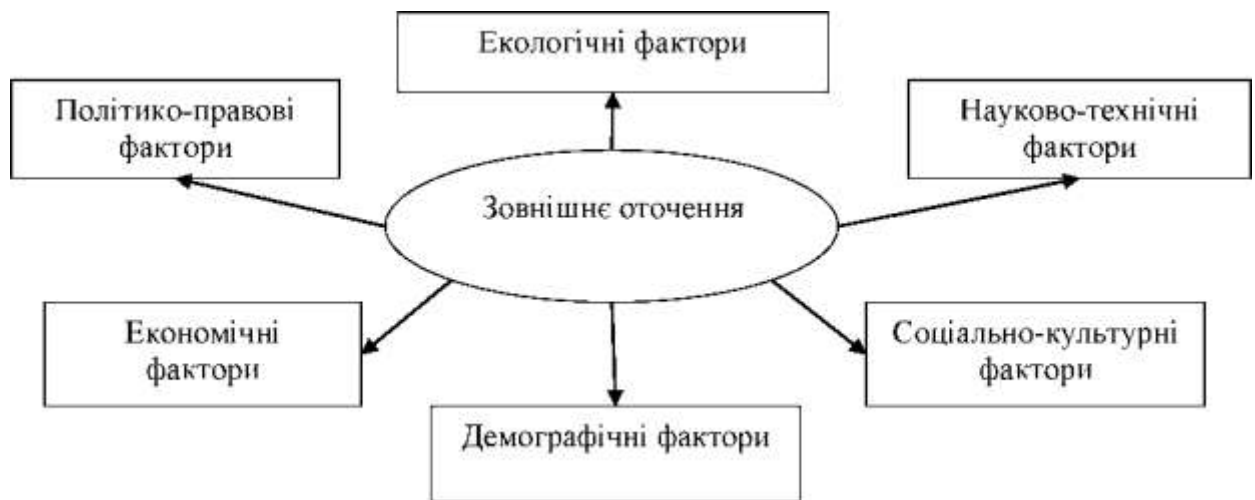 Екологічні фактори
Політико-правові
фактори
Науково-технічні
фактори
Зовнішнє оточення
Економічні
фактори
Соціально-культурні
фактори
Демографічні фактори